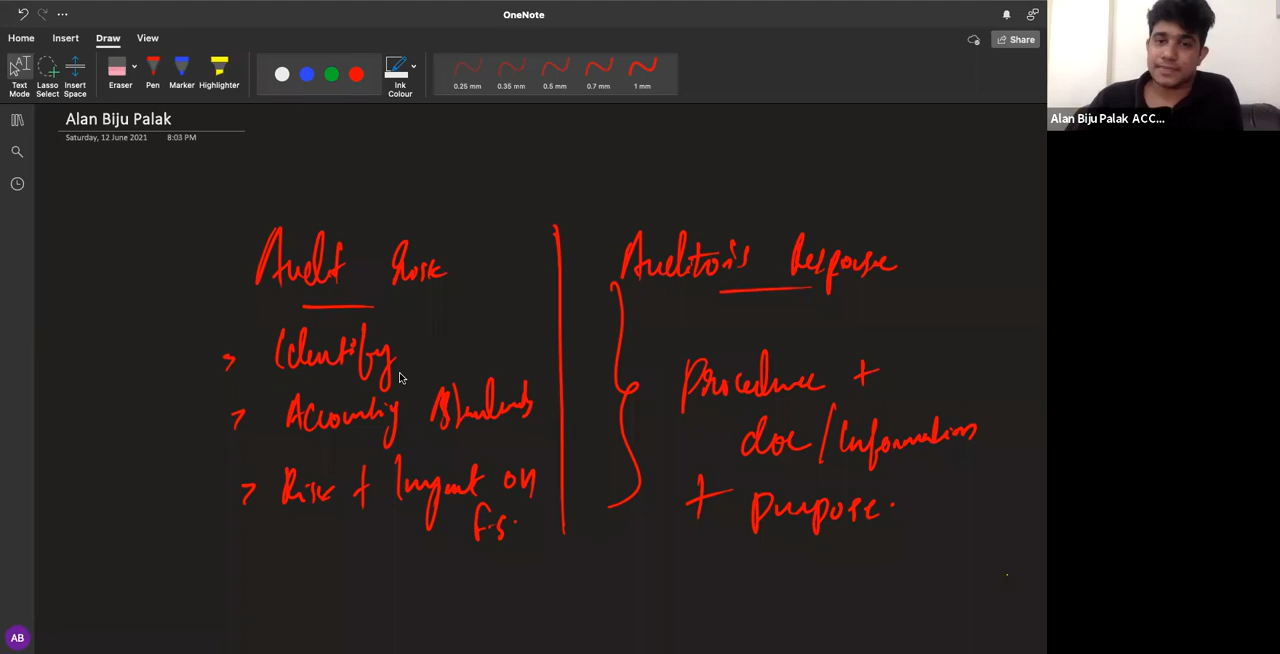 OneNote
Home Insert Draw View
Share
Text Mode
Lasso Select
Insert Space
Eraser
Pen
Marker
Highlighter
Ink Colour
0.25 mm
0.35 mm
0.5 mm
0.7 mm
1 mm
Alan Biju Palak ACC...
Alan Biju Palak
Saturday, 12 June 2021 8:03 PM
Audit Risk
> Identify
> Accounting Standards
> Risk + Impact on
f.s.
Auditor's Response
procedure +
doc/Information
+ purpose.
AB